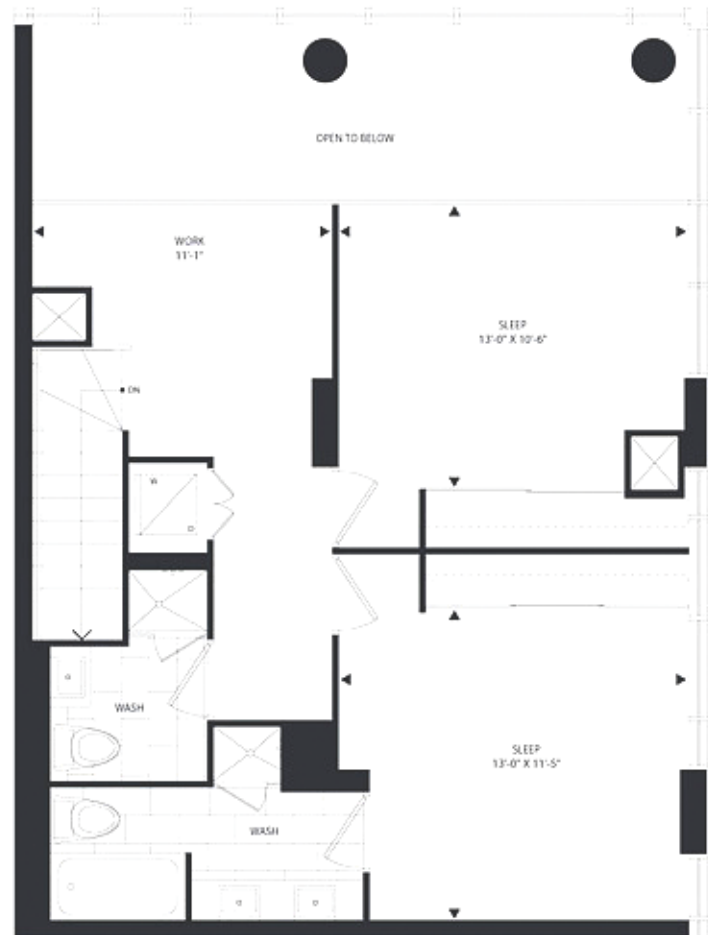 OPEN TO BELOW
WORK
11'-1"
SLEEP
13'-0" X 10'-6"
DN
W
D
WASH
SLEEP
13'-0" X 11'-5"
WASH